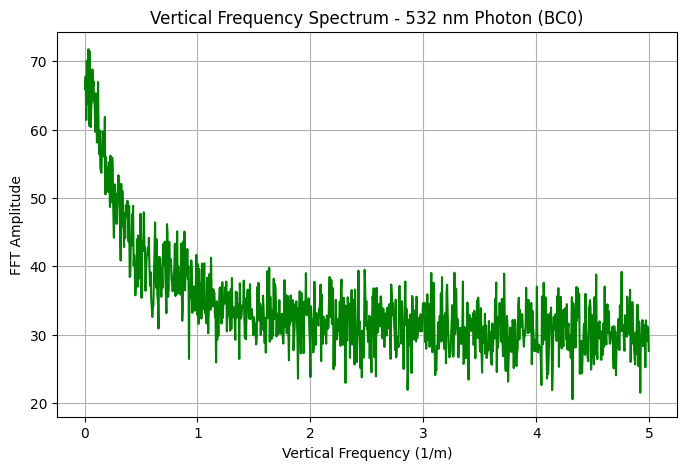 Vertical Frequency Spectrum - 532 nm Photon (BC0)
FFT Amplitude
70
60
50
40
30
20
0 1 2 3 4 5
Vertical Frequency (1/m)